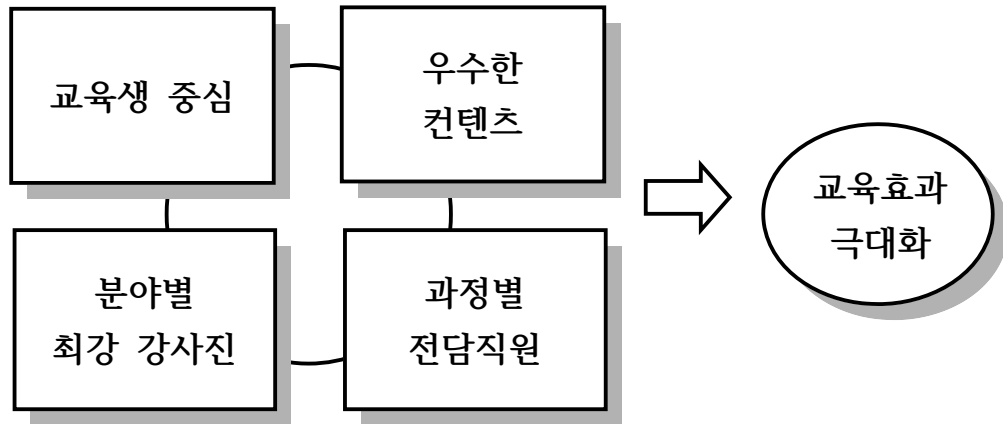 교육생 중심
우수한
컨텐츠
분야별
최강 강사진
과정별
전담직원
교육효과
극대화